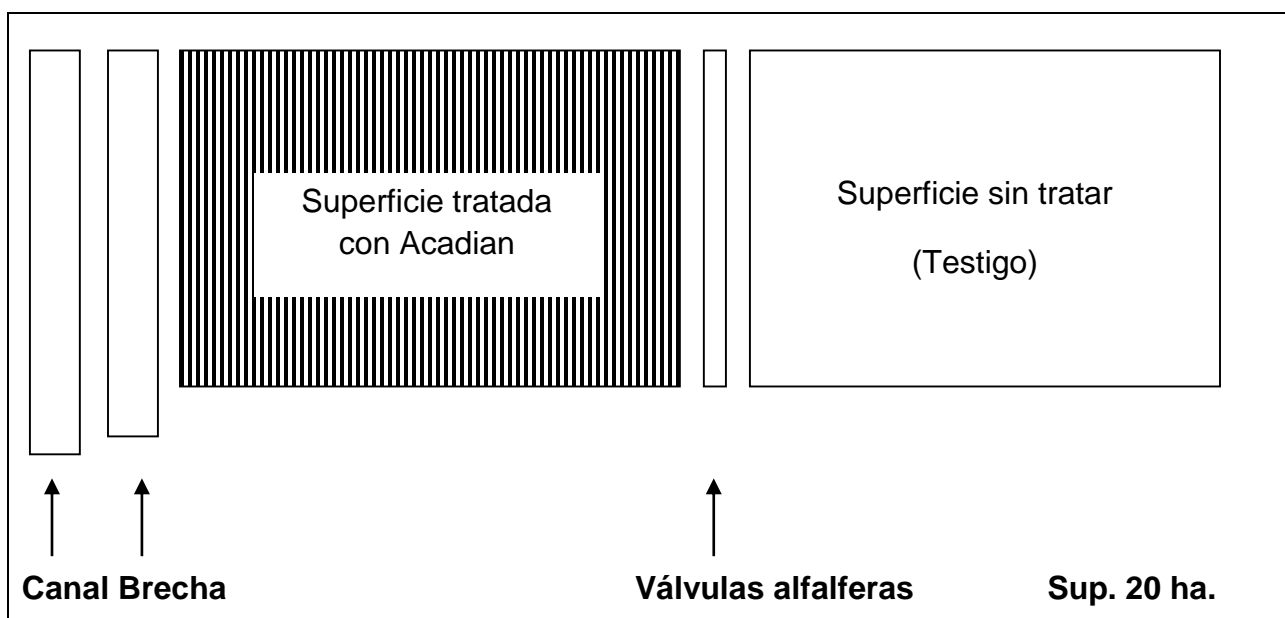 Superficie tratada
con Acadian
Superficie sin tratar
(Testigo)
Canal Brecha
Válvulas alfalferas
Sup. 20 ha.